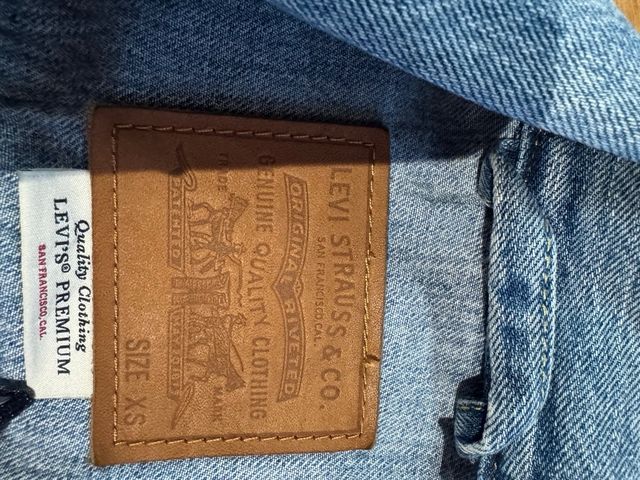 LEVI STRAUSS & CO.
SAN FRANCISCO, CAL
ORIGINAL RIVETED
GENUINE QUALITY CLOTHING
TRADE MARK
PATENTED
SIZE XS
Quality Clothing
LEVI'S® PREMIUM
SAN FRANCISCO, CAL.